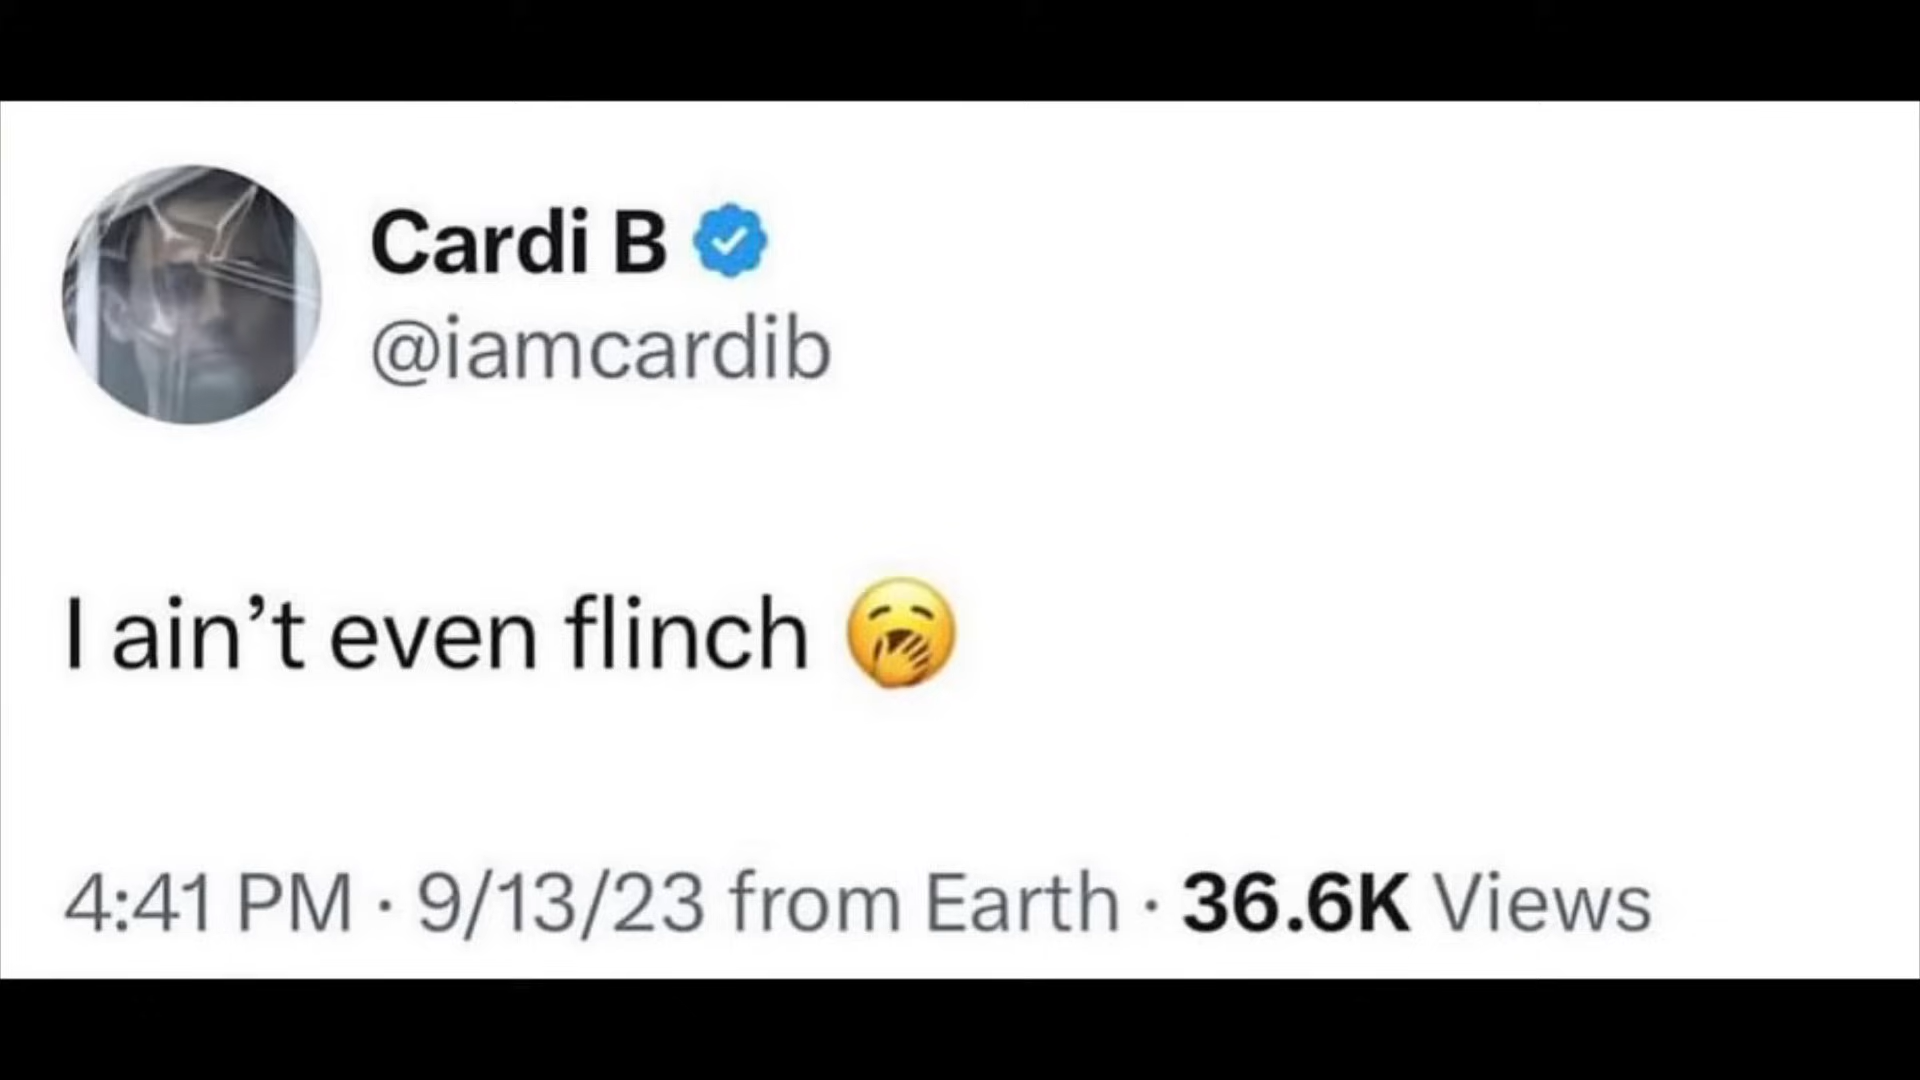 Cardi B
@iamcardib
I ain’t even flinch 🥱
4:41 PM · 9/13/23 from Earth · 36.6K Views